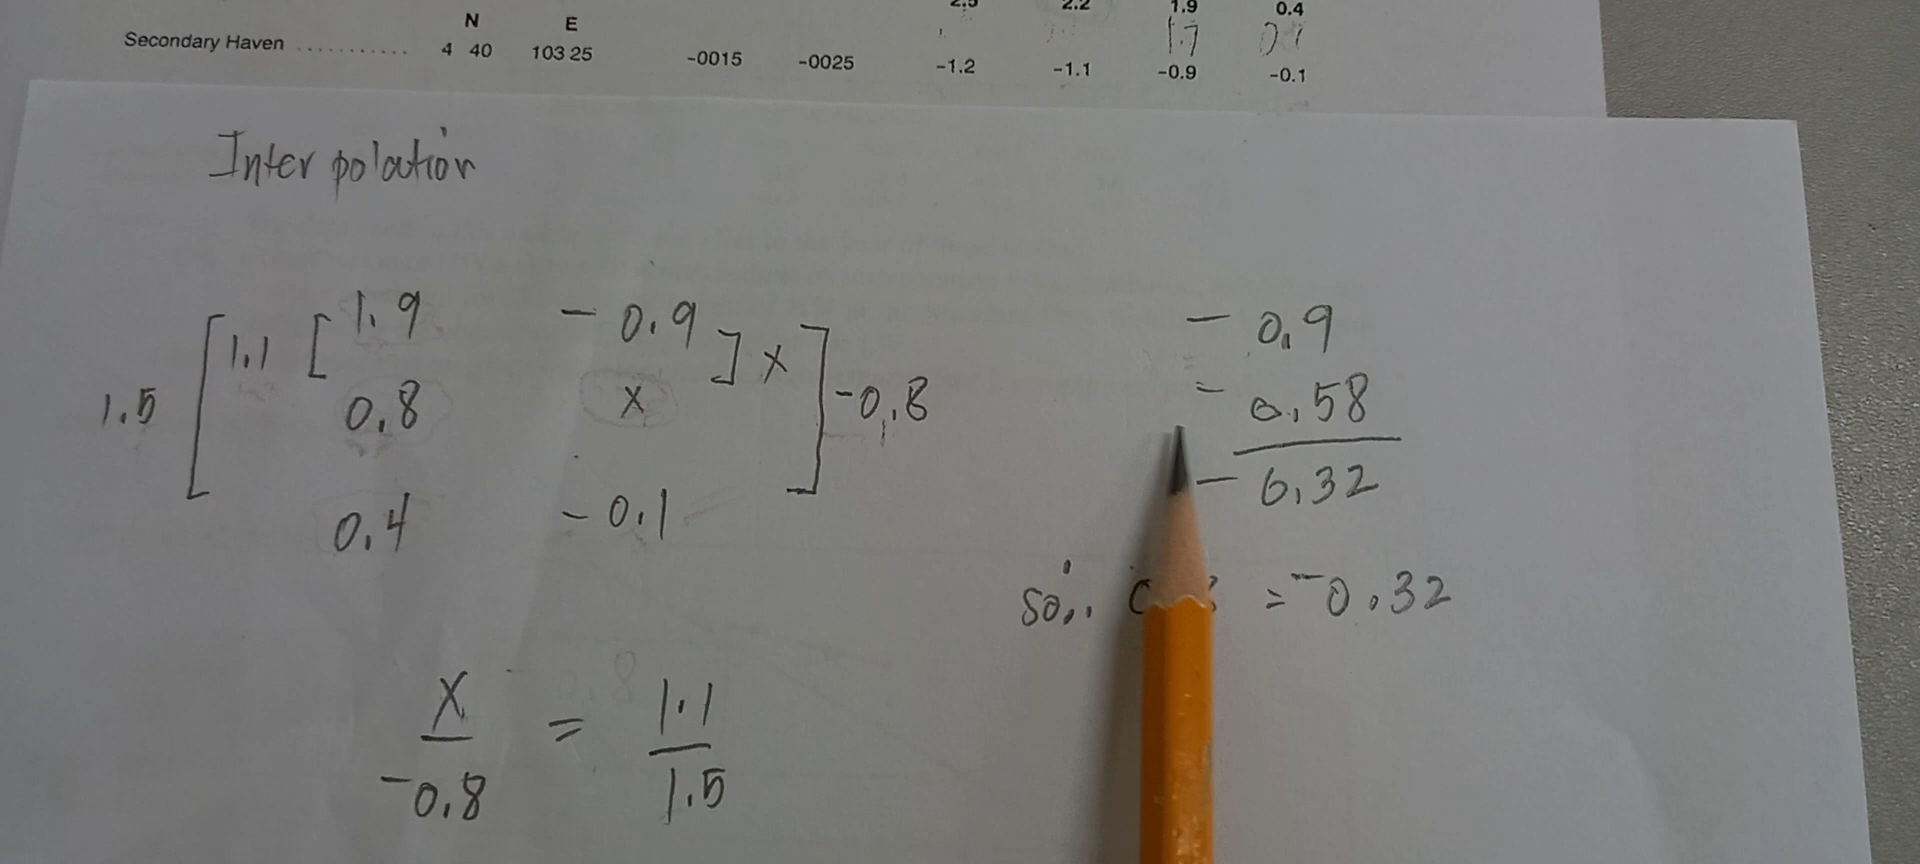 2.5 2.2 1.9 0.4
N E
Secondary Haven ........... 4 40 103 25 -0015 -0025 -1.2 -1.1 -0.9 -0.1
1.7
Interpolation
1.5 [ 1.1 [ 1.9 - 0.9 ] x ] -0.8
0.8 x
0.4 - 0.1
- 0.9
- 0.58
- 0.32
So,. = -0.32
x = 1.1
-0.8 1.5